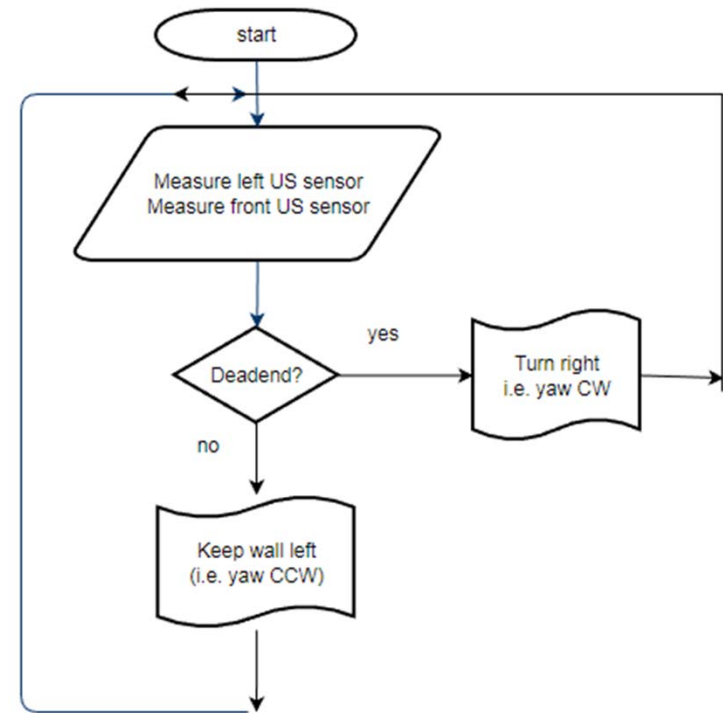 start
Measure left US sensor
Measure front US sensor
yes
Deadend?
Turn right
i.e. yaw CW
no
Keep wall left
(i.e. yaw CCW)